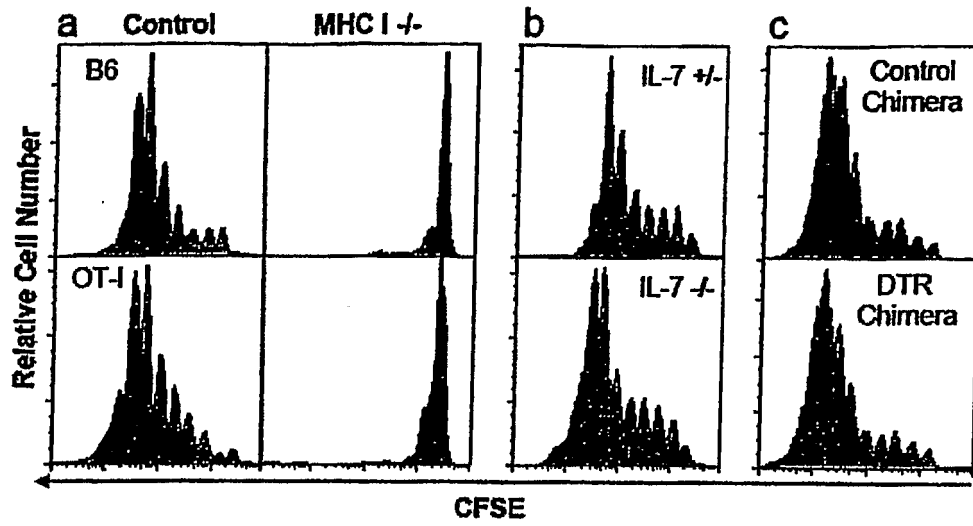 a Control MHC I -/- b c
B6
IL-7 +/-
Control
Chimera
OT-I
IL-7 -/-
DTR
Chimera
Relative Cell Number
CFSE